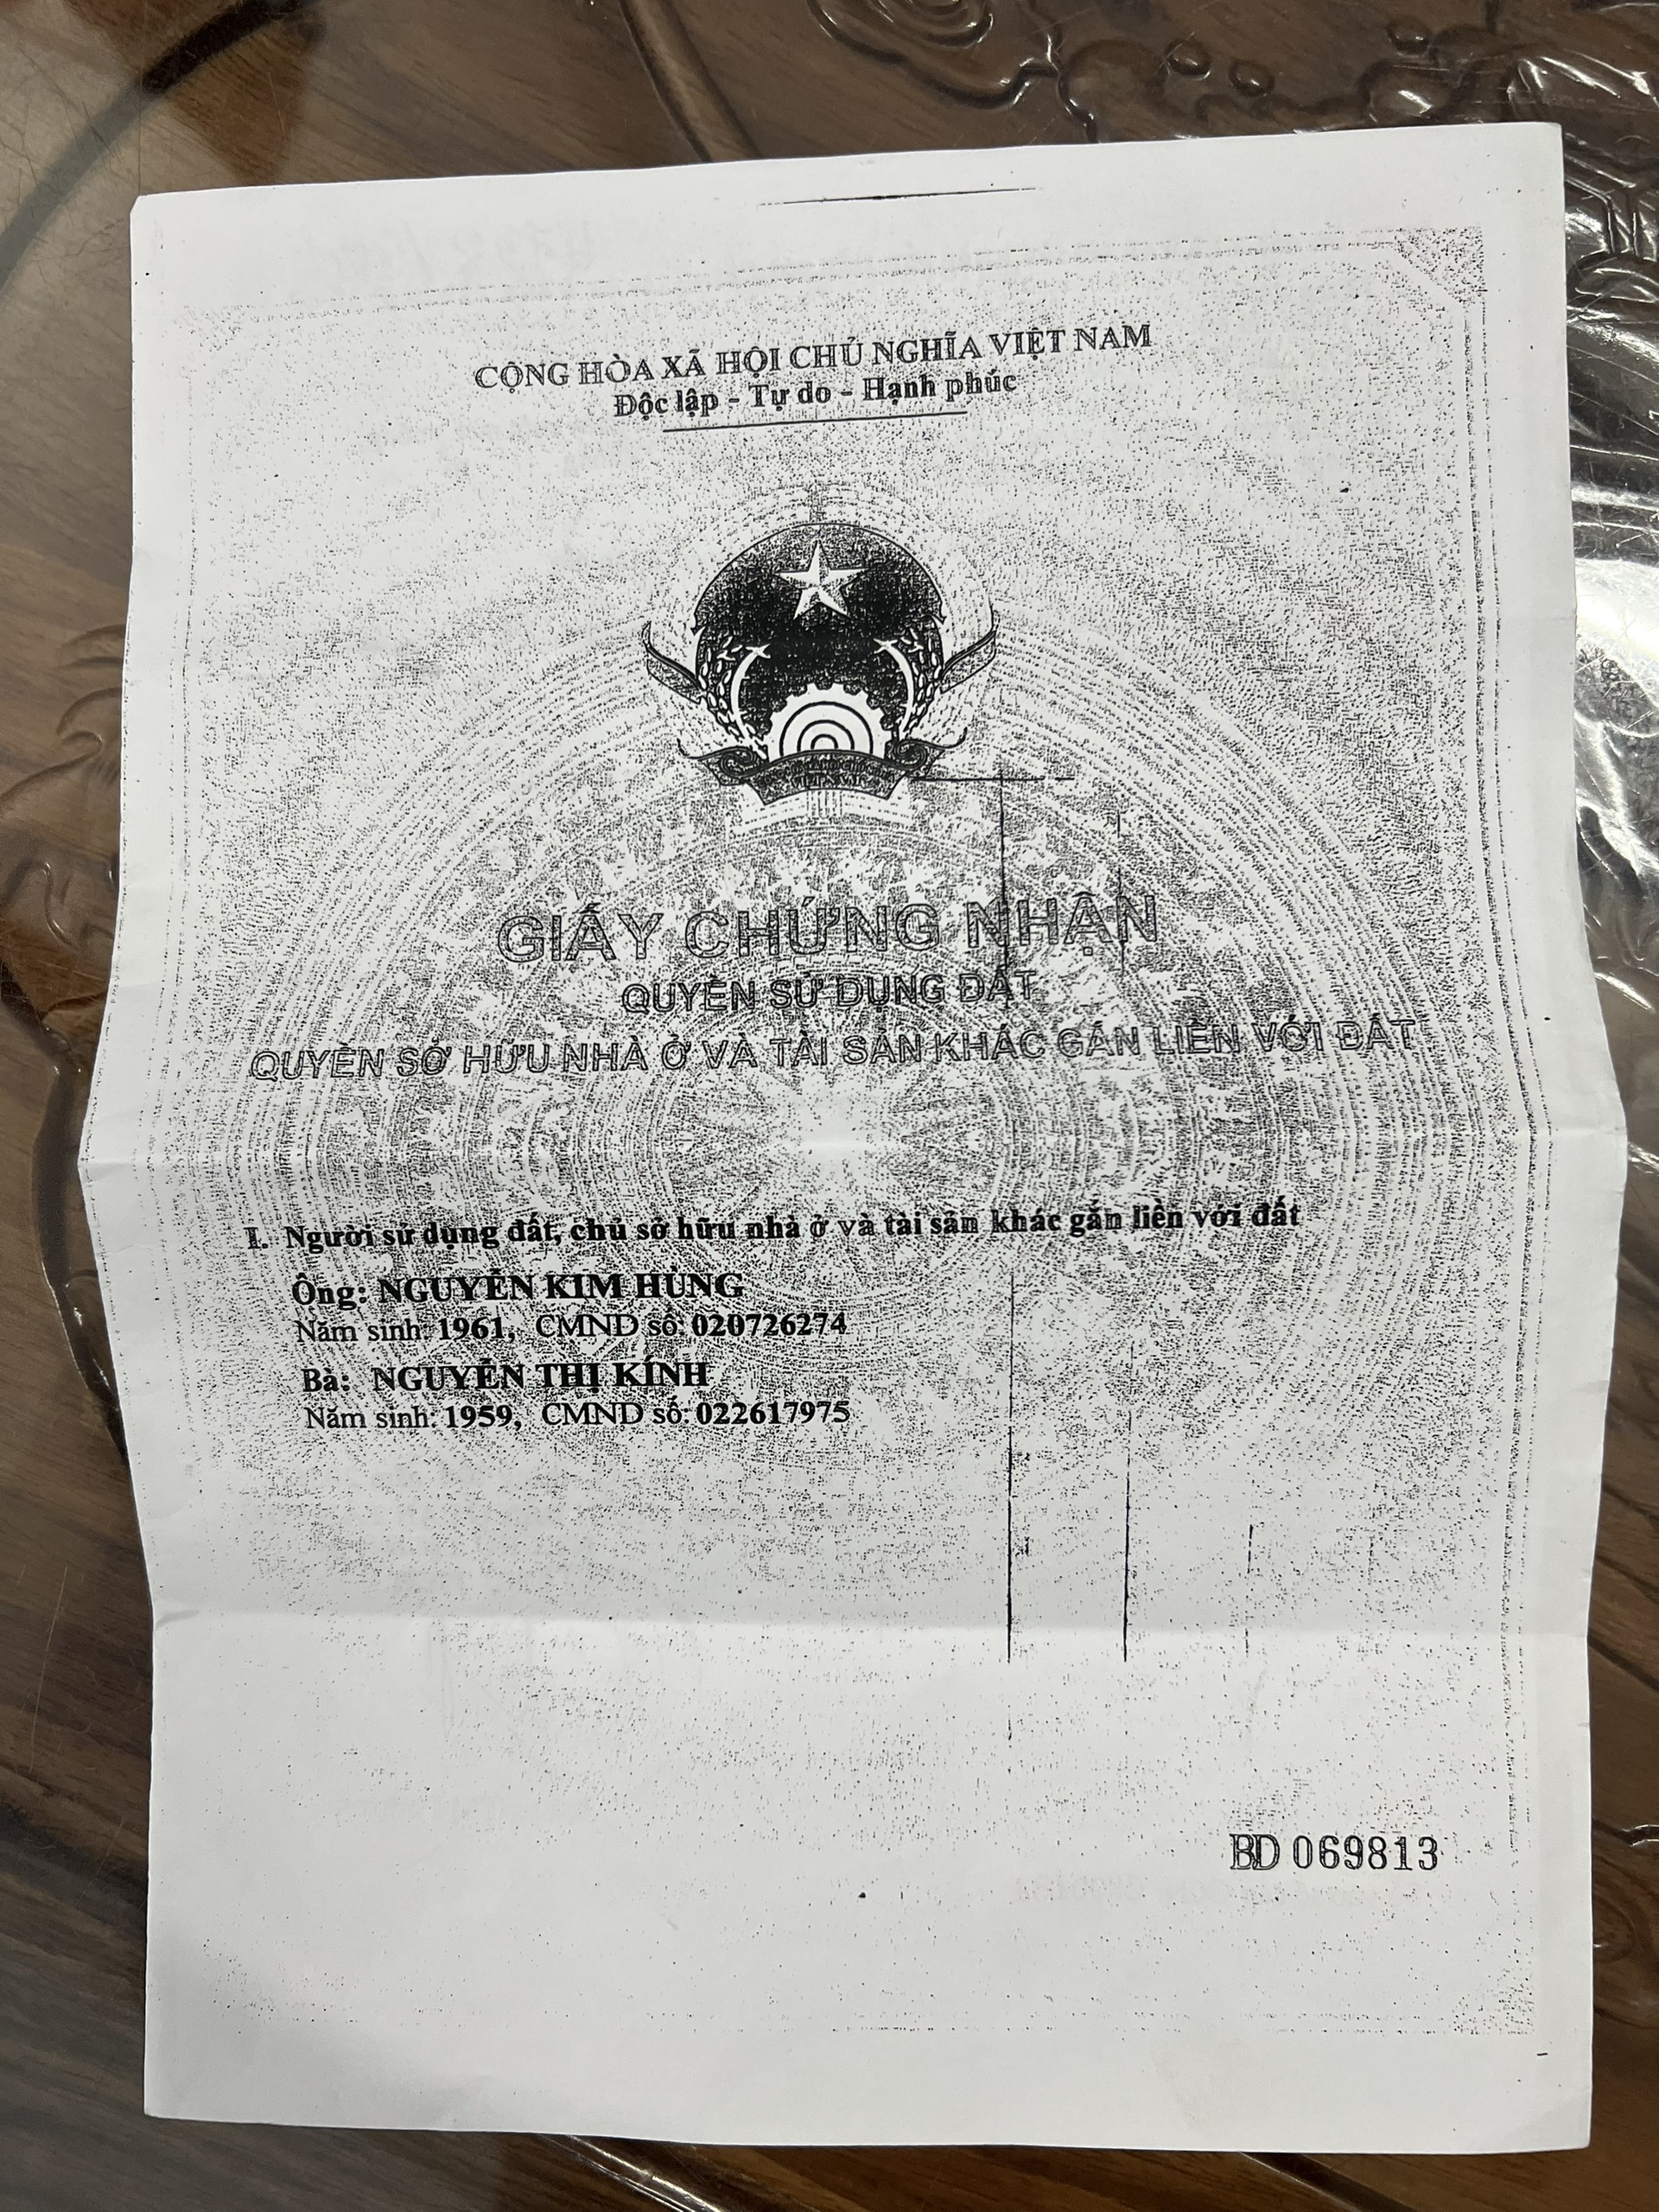 CỘNG HÒA XÃ HỘI CHỦ NGHĨA VIỆT NAM
Độc lập - Tự do - Hạnh phúc
GIẤY CHỨNG NHẬN
QUYỀN SỬ DỤNG ĐẤT
QUYỀN SỞ HỮU NHÀ Ở VÀ TÀI SẢN KHÁC GẮN LIỀN VỚI ĐẤT
I. Người sử dụng đất, chủ sở hữu nhà ở và tài sản khác gắn liền với đất
Ông: NGUYỄN KIM HÙNG
Năm sinh: 1961, CMND số: 020726274
Bà: NGUYỄN THỊ KÍNH
Năm sinh: 1959, CMND số: 022617975
BD 069813